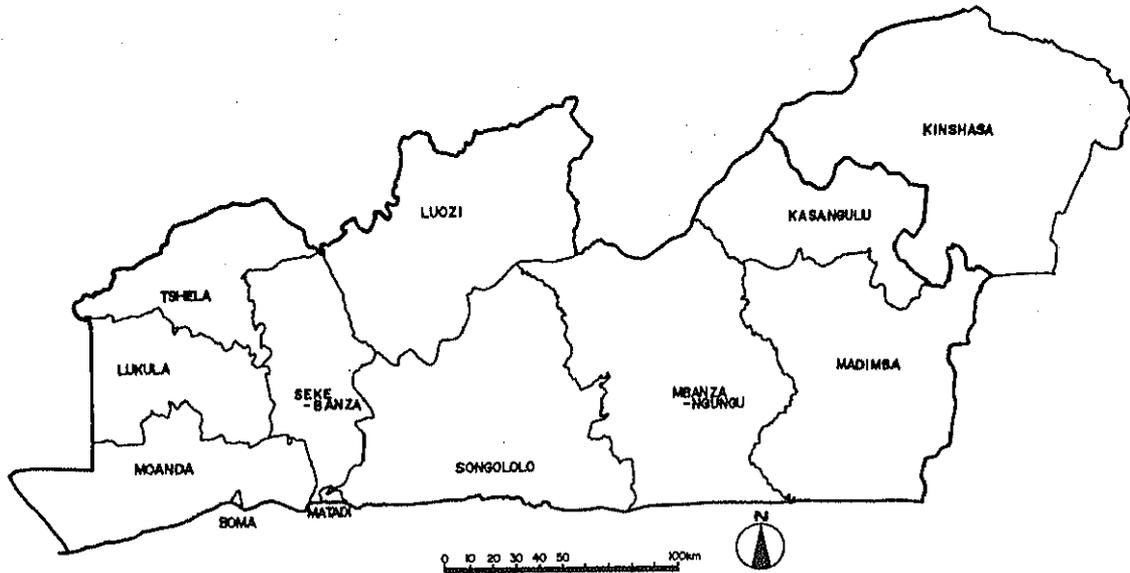 KINSHASA
LUOZI
KASANGULU
TSHELA
LUKULA
SEKE
-BANZA
MADIMBA
MBANZA
-NGUNGU
MOANDA
SONGOLOLO
BOMA
MATADI
N
0 10 20 30 40 50 100km